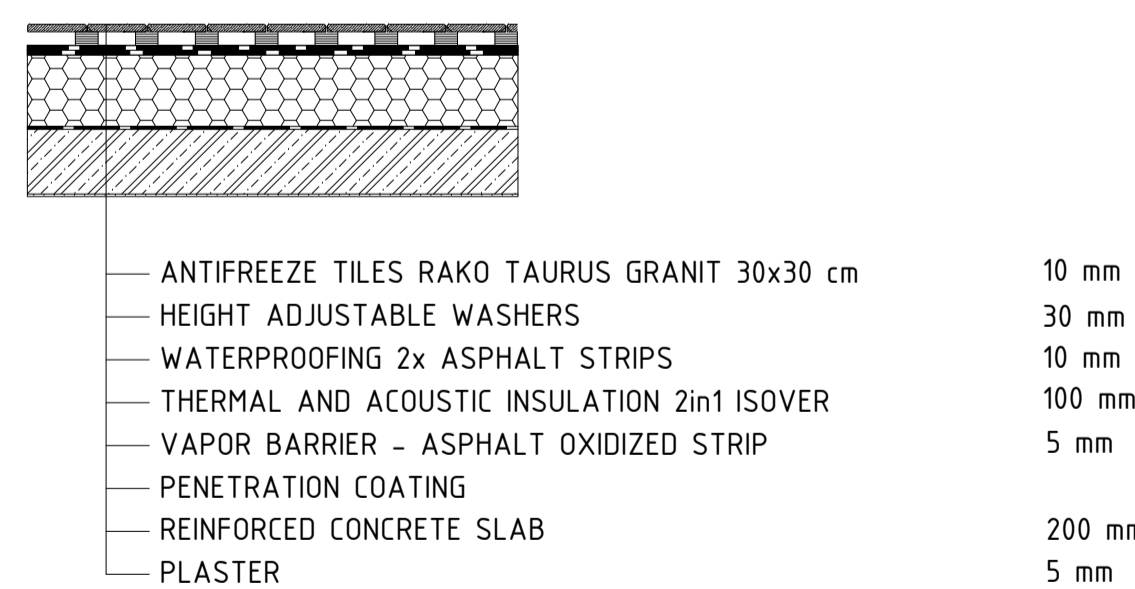 ANTIFREEZE TILES RAKO TAURUS GRANIT 30x30 cm 10 mm
HEIGHT ADJUSTABLE WASHERS 30 mm
WATERPROOFING 2x ASPHALT STRIPS 10 mm
THERMAL AND ACOUSTIC INSULATION 2in1 ISOVER 100 mm
VAPOR BARRIER - ASPHALT OXIDIZED STRIP 5 mm
PENETRATION COATING
REINFORCED CONCRETE SLAB 200 mm
PLASTER 5 mm